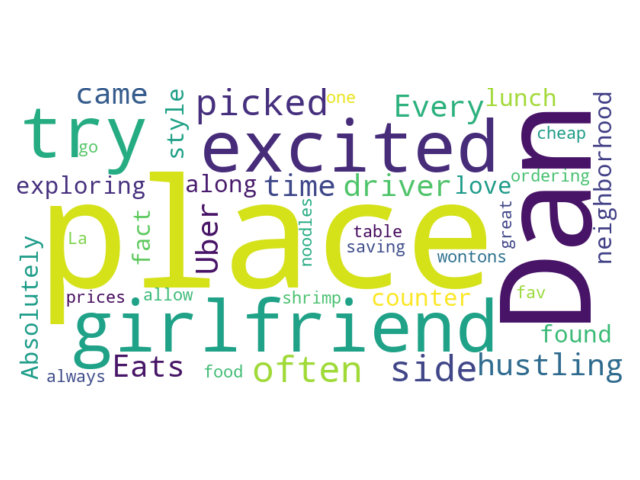 came
style
picked
one
Every
lunch
neighborhood
try
go
excited
Dan
cheap
exploring
along
time
driver
love
ordering
place
La
fact
Uber
noodles
table
saving
wontons
great
Absolutely
prices
allow
shrimp
counter
fav
girlfriend
found
always
Eats
food
often
side
hustling